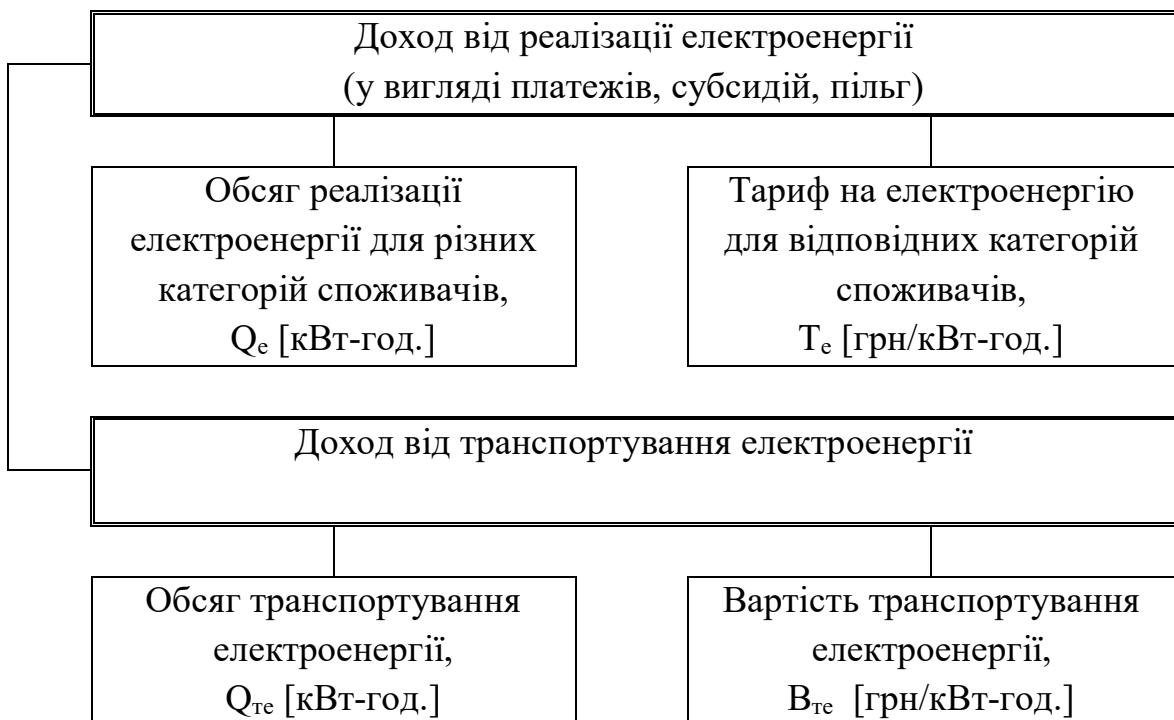 Доход від реалізації електроенергії
(у вигляді платежів, субсидій, пільг)
Обсяг реалізації
електроенергії для різних
категорій споживачів,
Qe [кВт-год.]
Тариф на електроенергію
для відповідних категорій
споживачів,
Те [грн/кВт-год.]
Доход від транспортування електроенергії
Обсяг транспортування
електроенергії,
Qте [кВт-год.]
Вартість транспортування
електроенергії,
Вте [грн/кВт-год.]